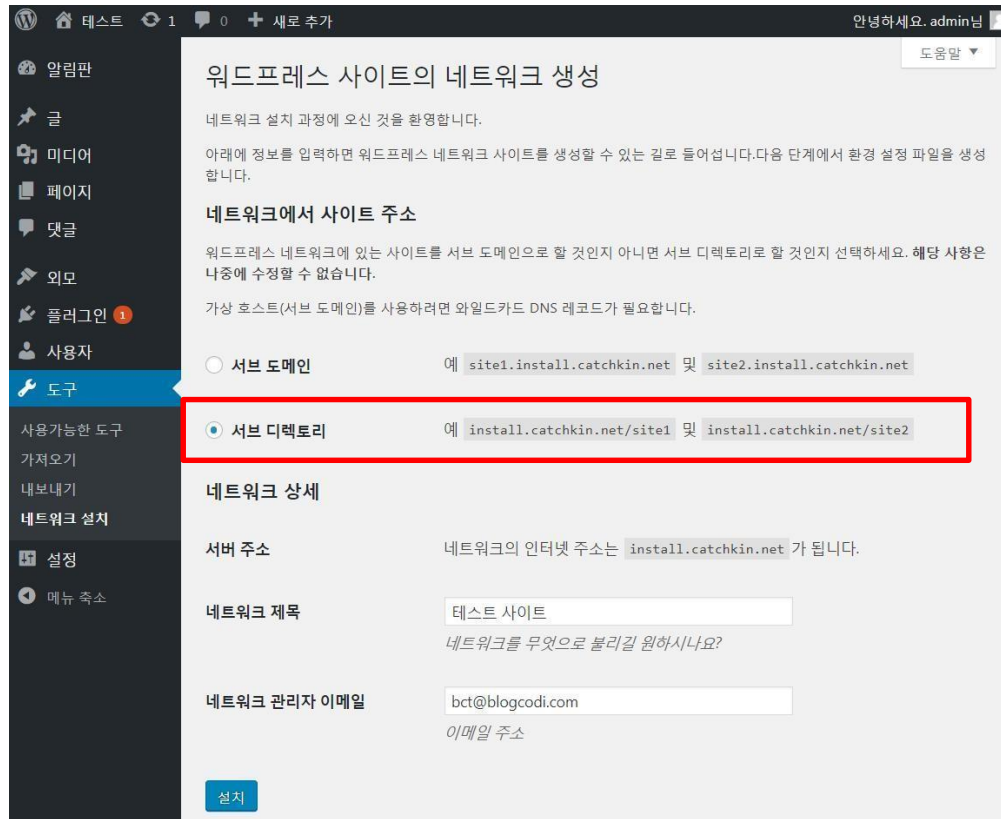 테스트 1 0 새로 추가 안녕하세요. admin님
도움말 ▼
알림판
글
미디어
페이지
댓글
외모
플러그인 1
사용자
도구
사용가능한 도구
가져오기
내보내기
네트워크 설치
설정
메뉴 축소
워드프레스 사이트의 네트워크 생성
네트워크 설치 과정에 오신 것을 환영합니다.
아래에 정보를 입력하면 워드프레스 네트워크 사이트를 생성할 수 있는 길로 들어섭니다.다음 단계에서 환경 설정 파일을 생성
합니다.
네트워크에서 사이트 주소
워드프레스 네트워크에 있는 사이트를 서브 도메인으로 할 것인지 아니면 서브 디렉토리로 할 것인지 선택하세요. 해당 사항은
나중에 수정할 수 없습니다.
가상 호스트(서브 도메인)를 사용하려면 와일드카드 DNS 레코드가 필요합니다.
서브 도메인 예 site1.install.catchkin.net 및 site2.install.catchkin.net
서브 디렉토리 예 install.catchkin.net/site1 및 install.catchkin.net/site2
네트워크 상세
서버 주소 네트워크의 인터넷 주소는 install.catchkin.net 가 됩니다.
네트워크 제목 테스트 사이트
네트워크를 무엇으로 불리길 원하시나요?
네트워크 관리자 이메일 bct@blogcodi.com
이메일 주소
설치